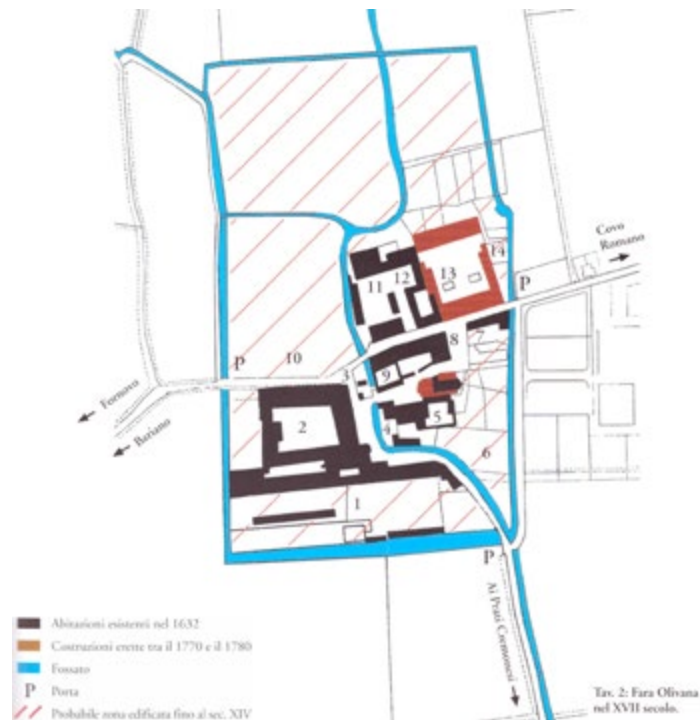 Covo
Romano
14
13
12
11
P
8
P
10
3
9
Fornovo
Bariano
2
4
5
6
1
P
Ai Prati Cremonesi
Abitazioni esistenti nel 1632
Costruzioni erette tra il 1770 e il 1780
Fossato
P Porta
Probabile zona edificata fino al sec. XIV
Tav. 2: Fara Olivana
nel XVII secolo.